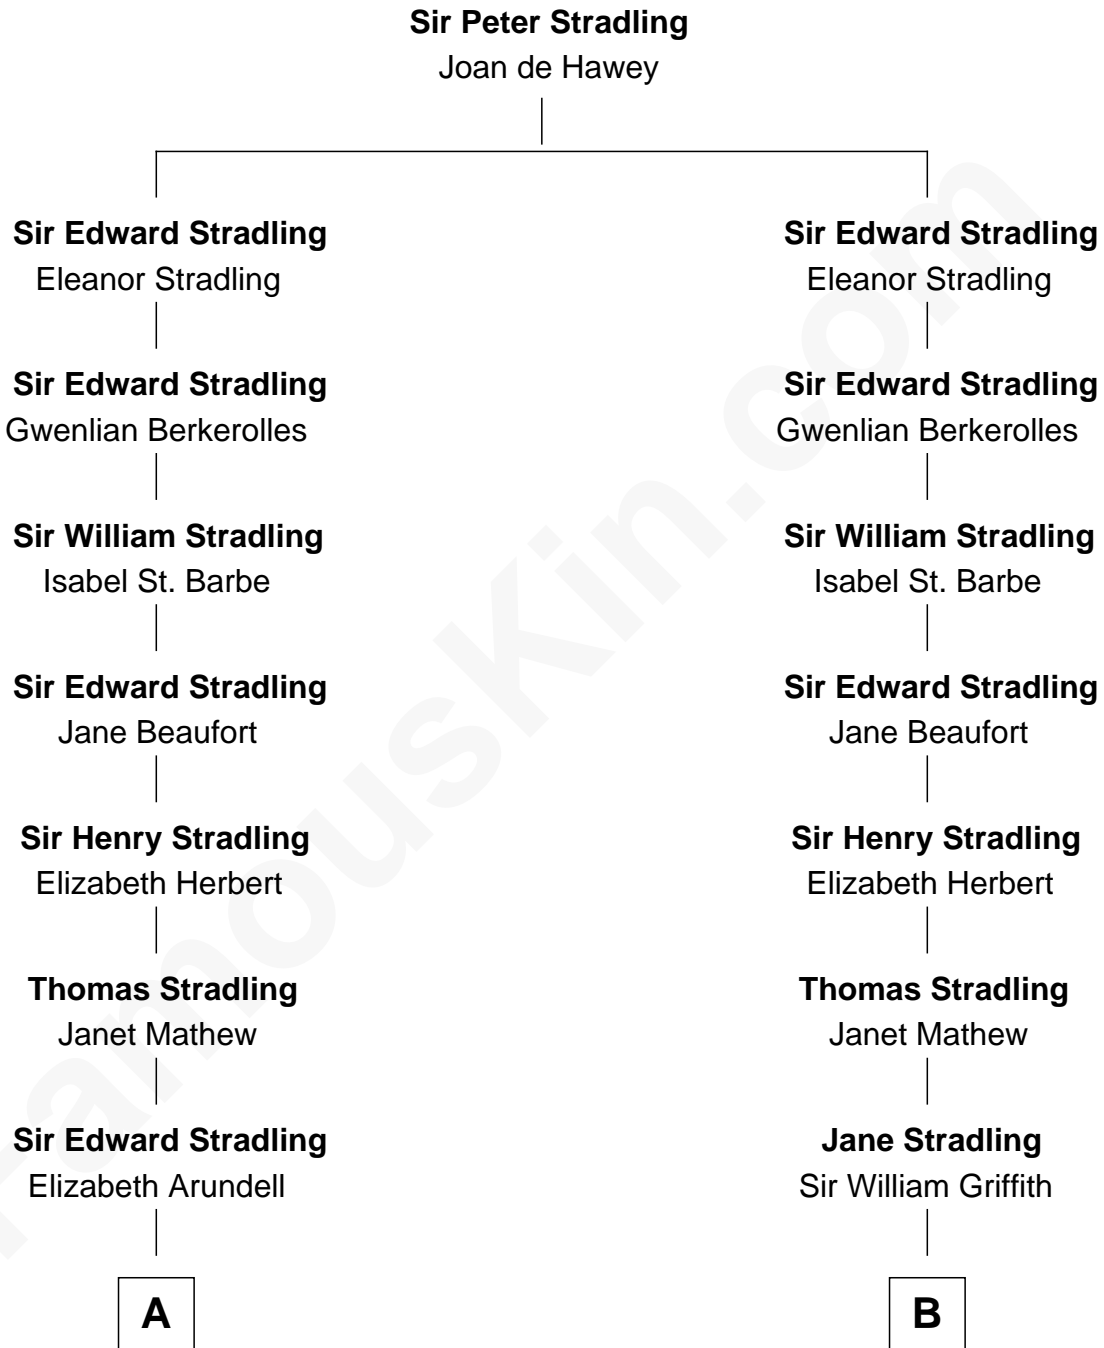 Sir Peter Stradling
Joan de Hawey
Sir Edward Stradling
Eleanor Stradling
Sir Edward Stradling
Eleanor Stradling
Sir Edward Stradling
Gwenlian Berkerolles
Sir Edward Stradling
Gwenlian Berkerolles
Sir William Stradling
Isabel St. Barbe
Sir William Stradling
Isabel St. Barbe
Sir Edward Stradling
Jane Beaufort
Sir Edward Stradling
Jane Beaufort
Sir Henry Stradling
Elizabeth Herbert
Sir Henry Stradling
Elizabeth Herbert
Thomas Stradling
Janet Mathew
Thomas Stradling
Janet Mathew
Sir Edward Stradling
Elizabeth Arundell
Jane Stradling
Sir William Griffith
A
B
FamousKin.com